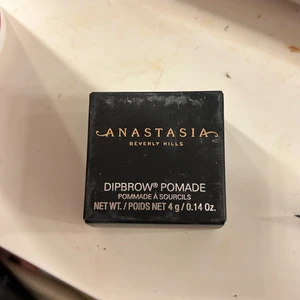 ANASTASIA
BEVERLY HILLS
DIPBROW® POMADE
POMMADE À SOURCILS
NET WT. / POIDS NET 4 g / 0.14 Oz.